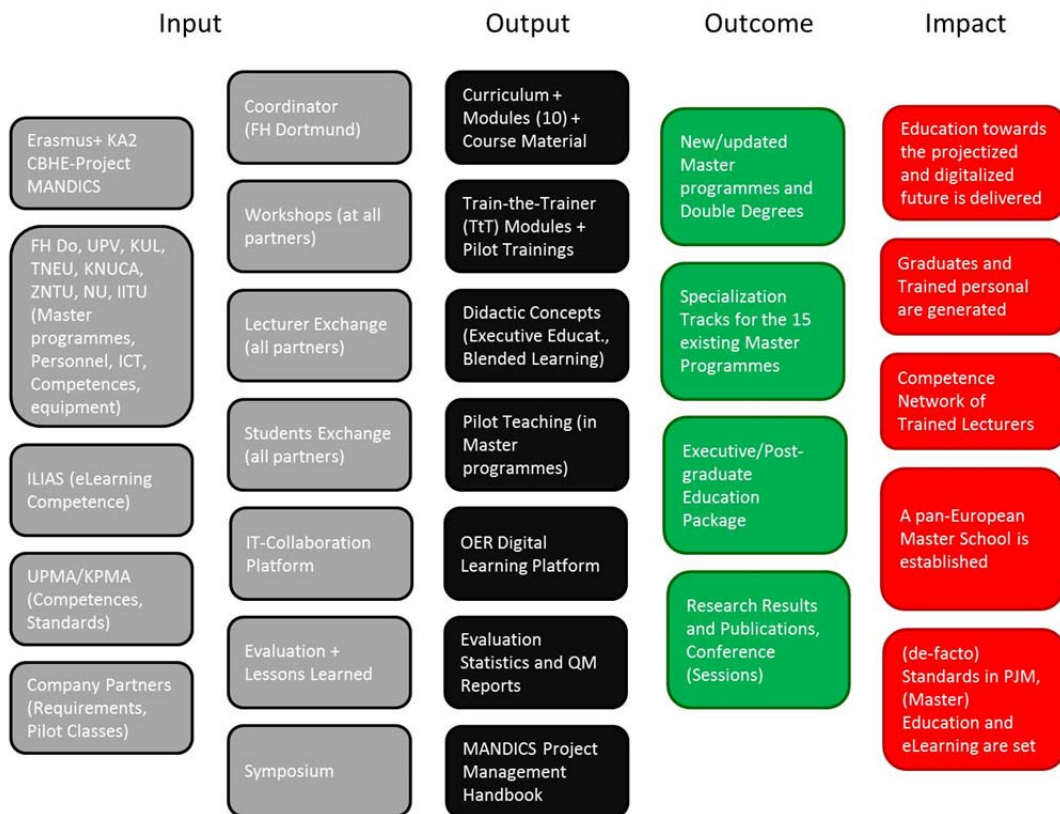 Input
Output
Outcome
Impact
Erasmus+ KA2
CBHE-Project
MANDICS
FH Do, UPV, KUL,
TNEU, KNUCA,
ZNTU, NU, IITU
(Master
programmes,
Personnel, ICT,
Competences,
equipment)
ILIAS (eLearning
Competence)
UPMA/KPMA
(Competences,
Standards)
Company Partners
(Requirements,
Pilot Classes)
Coordinator
(FH Dortmund)
Workshops (at all
partners)
Lecturer Exchange
(all partners)
Students Exchange
(all partners)
IT-Collaboration
Platform
Evaluation +
Lessons Learned
Symposium
Curriculum +
Modules (10) +
Course Material
Train-the-Trainer
(TtT) Modules +
Pilot Trainings
Didactic Concepts
(Executive Educat.,
Blended Learning)
Pilot Teaching (in
Master
programmes)
OER Digital
Learning Platform
Evaluation
Statistics and QM
Reports
MANDICS Project
Management
Handbook
New/updated
Master
programmes and
Double Degrees
Specialization
Tracks for the 15
existing Master
Programmes
Executive/Post-
graduate
Education
Package
Research Results
and Publications,
Conference
(Sessions)
Education towards
the projectized
and digitalized
future is delivered
Graduates and
Trained personal
are generated
Competence
Network of
Trained Lecturers
A pan-European
Master School is
established
(de-facto)
Standards in PJM,
(Master)
Education and
eLearning are set